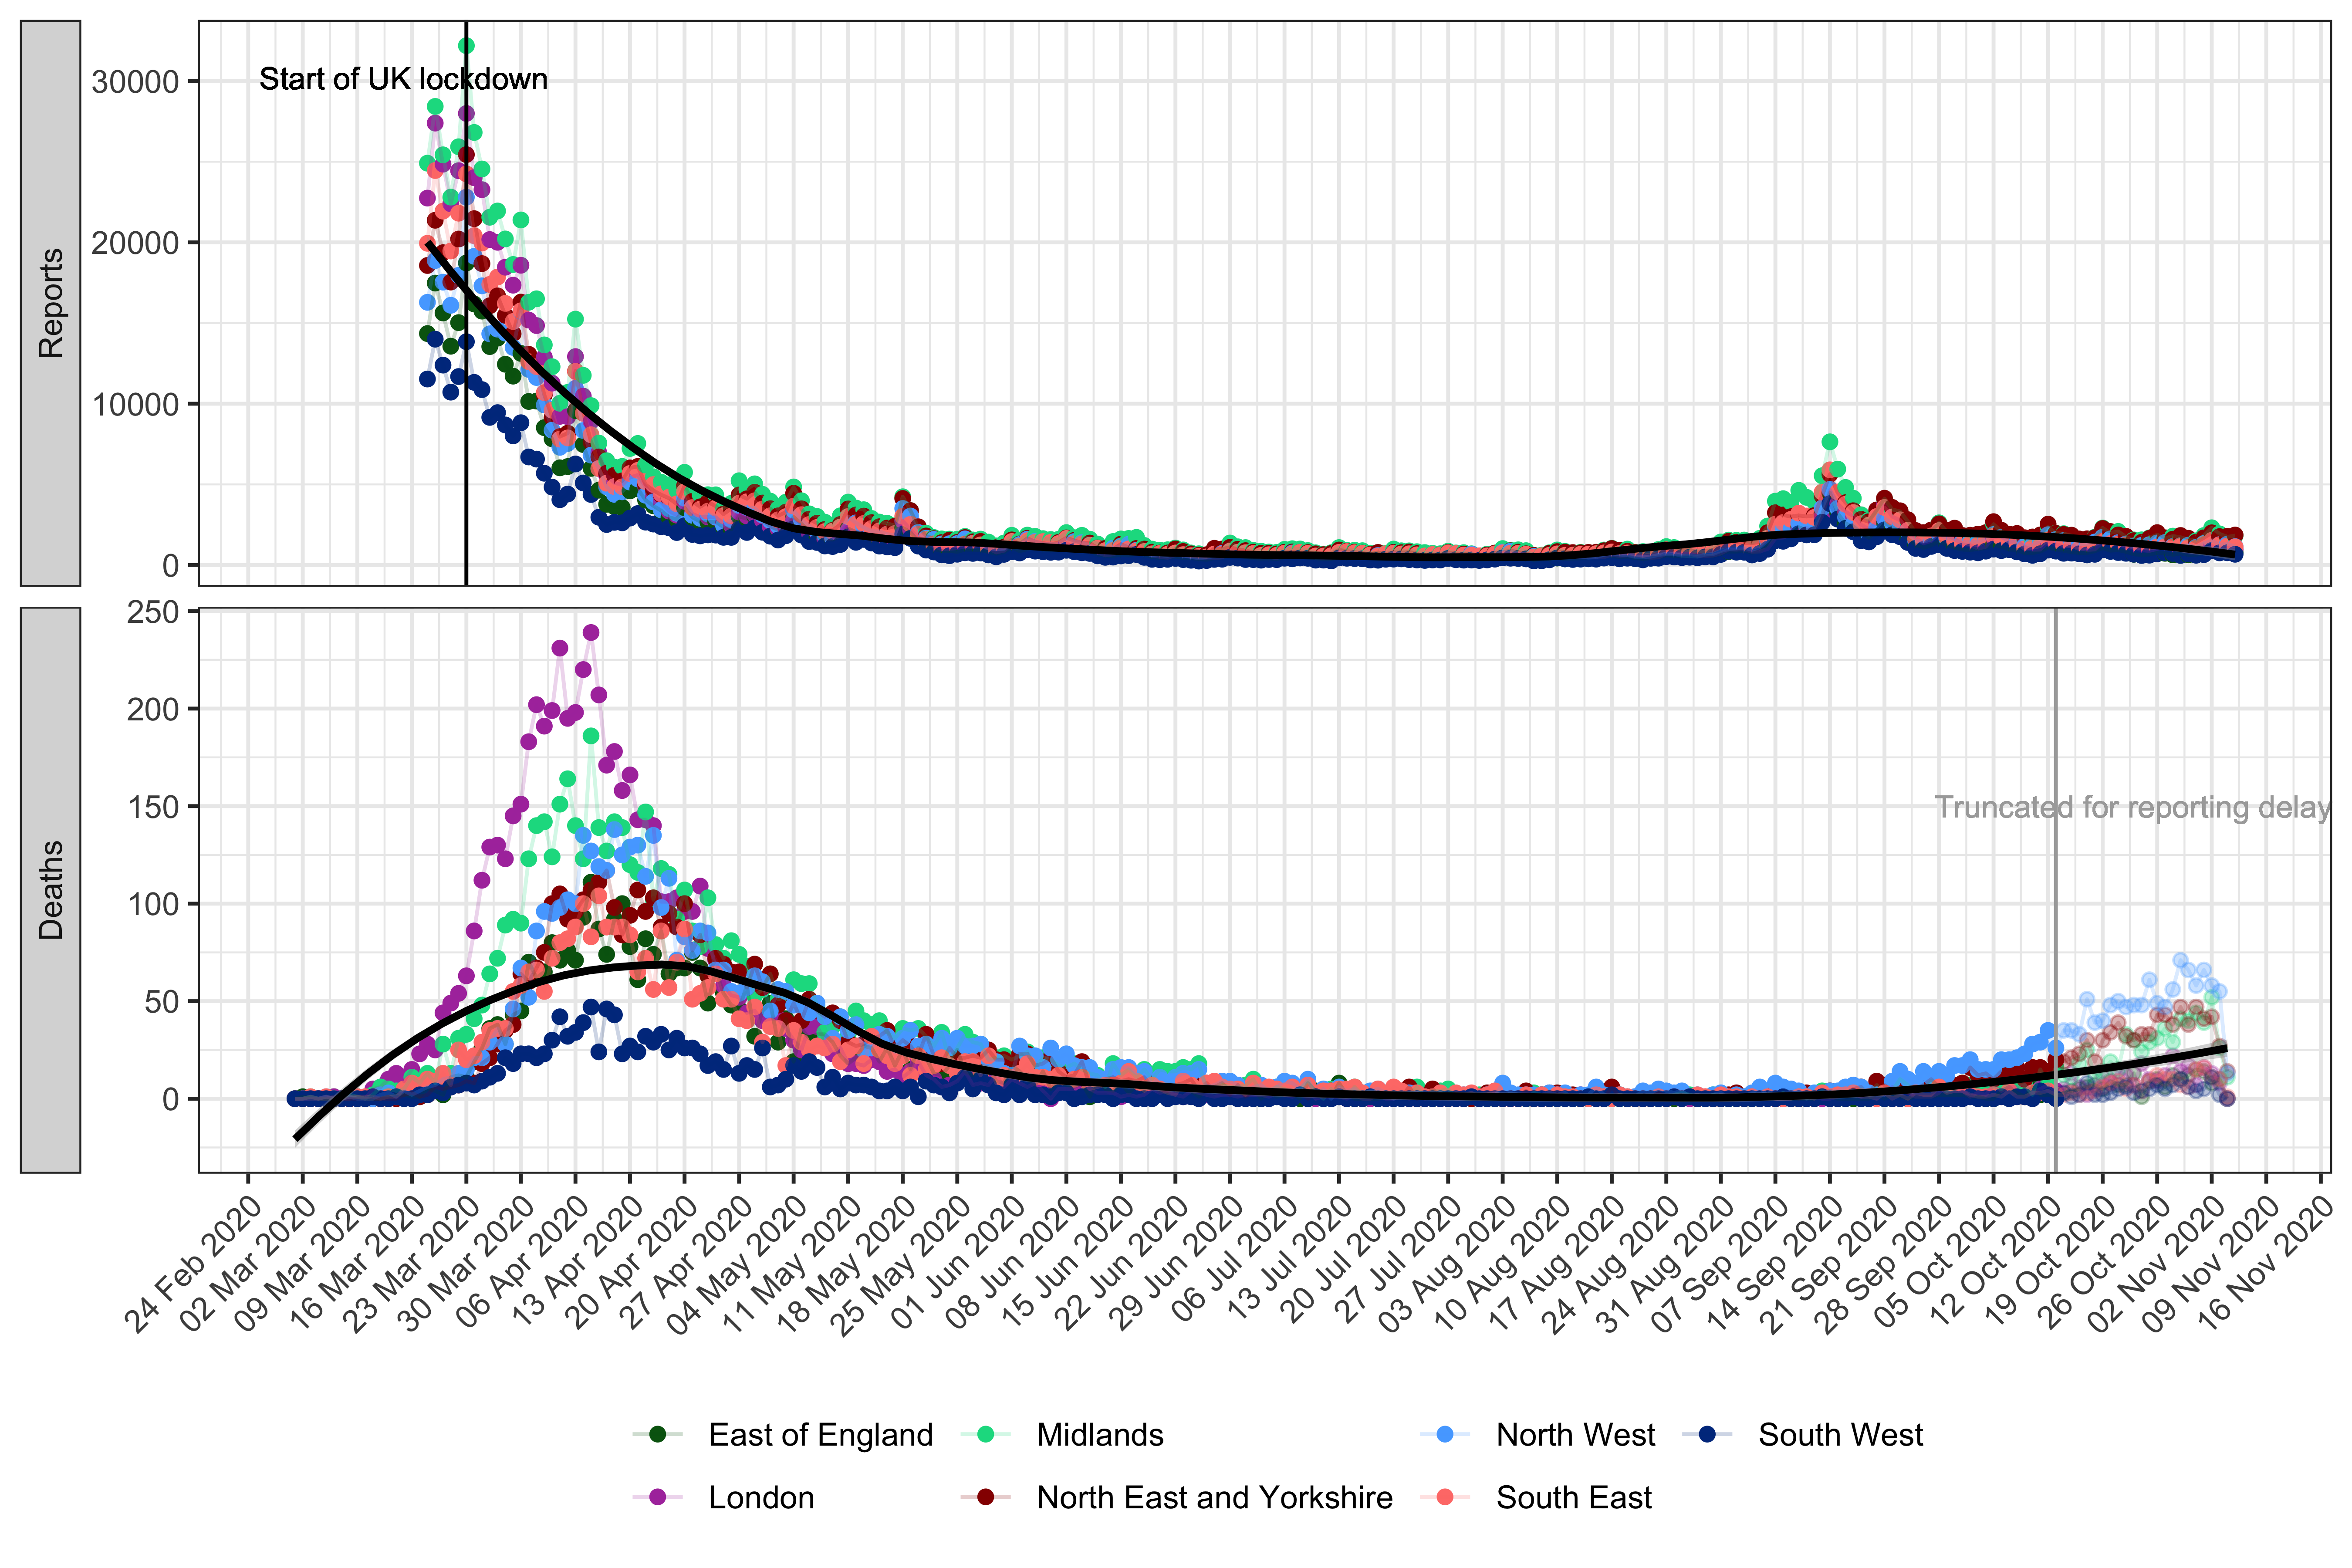 Start of UK lockdown
Reports
30000
20000
10000
0
Deaths
250
200
150
100
50
0
Truncated for reporting delay
24 Feb 2020
02 Mar 2020
09 Mar 2020
16 Mar 2020
23 Mar 2020
30 Mar 2020
06 Apr 2020
13 Apr 2020
20 Apr 2020
27 Apr 2020
04 May 2020
11 May 2020
18 May 2020
25 May 2020
01 Jun 2020
08 Jun 2020
15 Jun 2020
22 Jun 2020
29 Jun 2020
06 Jul 2020
13 Jul 2020
20 Jul 2020
27 Jul 2020
03 Aug 2020
10 Aug 2020
17 Aug 2020
24 Aug 2020
31 Aug 2020
07 Sep 2020
14 Sep 2020
21 Sep 2020
28 Sep 2020
05 Oct 2020
12 Oct 2020
19 Oct 2020
26 Oct 2020
02 Nov 2020
09 Nov 2020
16 Nov 2020
East of England
Midlands
North West
South West
London
North East and Yorkshire
South East